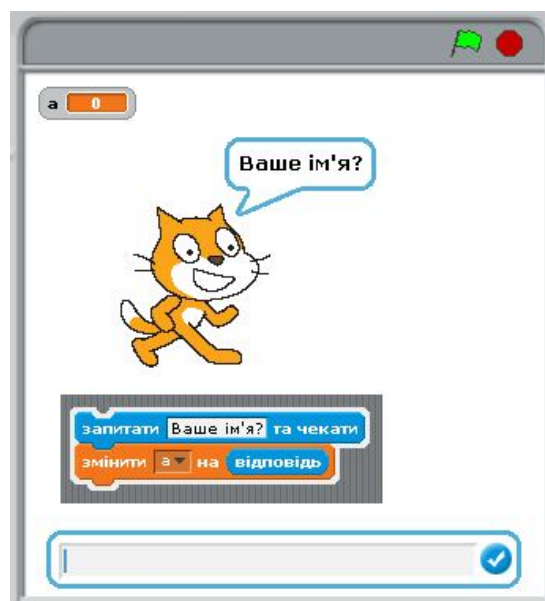 a 0
Ваше ім'я?
запитати Ваше ім'я? та чекати
змінити a на відповідь